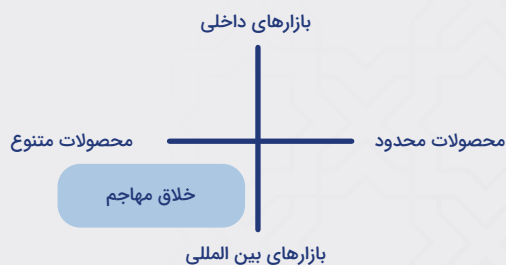 بازارهای داخلی
محصولات محدود
محصولات متنوع
خلاق مهاجم
بازارهای بین المللی